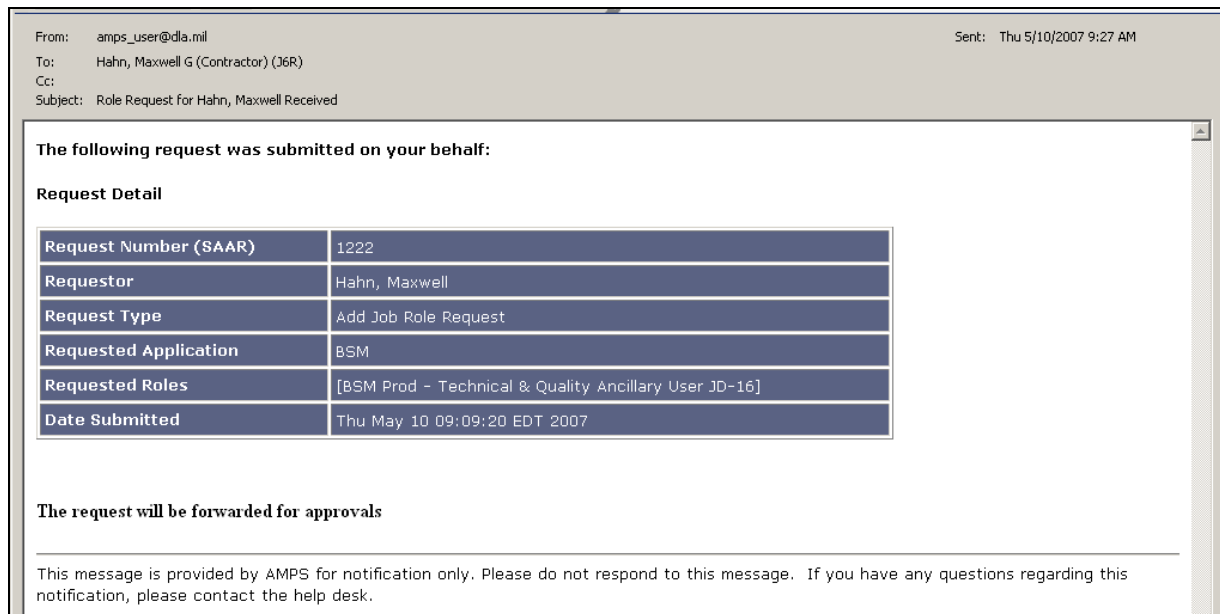 From: amps_user@dla.mil Sent: Thu 5/10/2007 9:27 AM
To: Hahn, Maxwell G (Contractor) (J6R)
Cc:
Subject: Role Request for Hahn, Maxwell Received
The following request was submitted on your behalf:
Request Detail
Request Number (SAAR) 1222
Requestor Hahn, Maxwell
Request Type Add Job Role Request
Requested Application BSM
Requested Roles [BSM Prod - Technical & Quality Ancillary User JD-16]
Date Submitted Thu May 10 09:09:20 EDT 2007
The request will be forwarded for approvals
This message is provided by AMPS for notification only. Please do not respond to this message.  If you have any questions regarding this
notification, please contact the help desk.